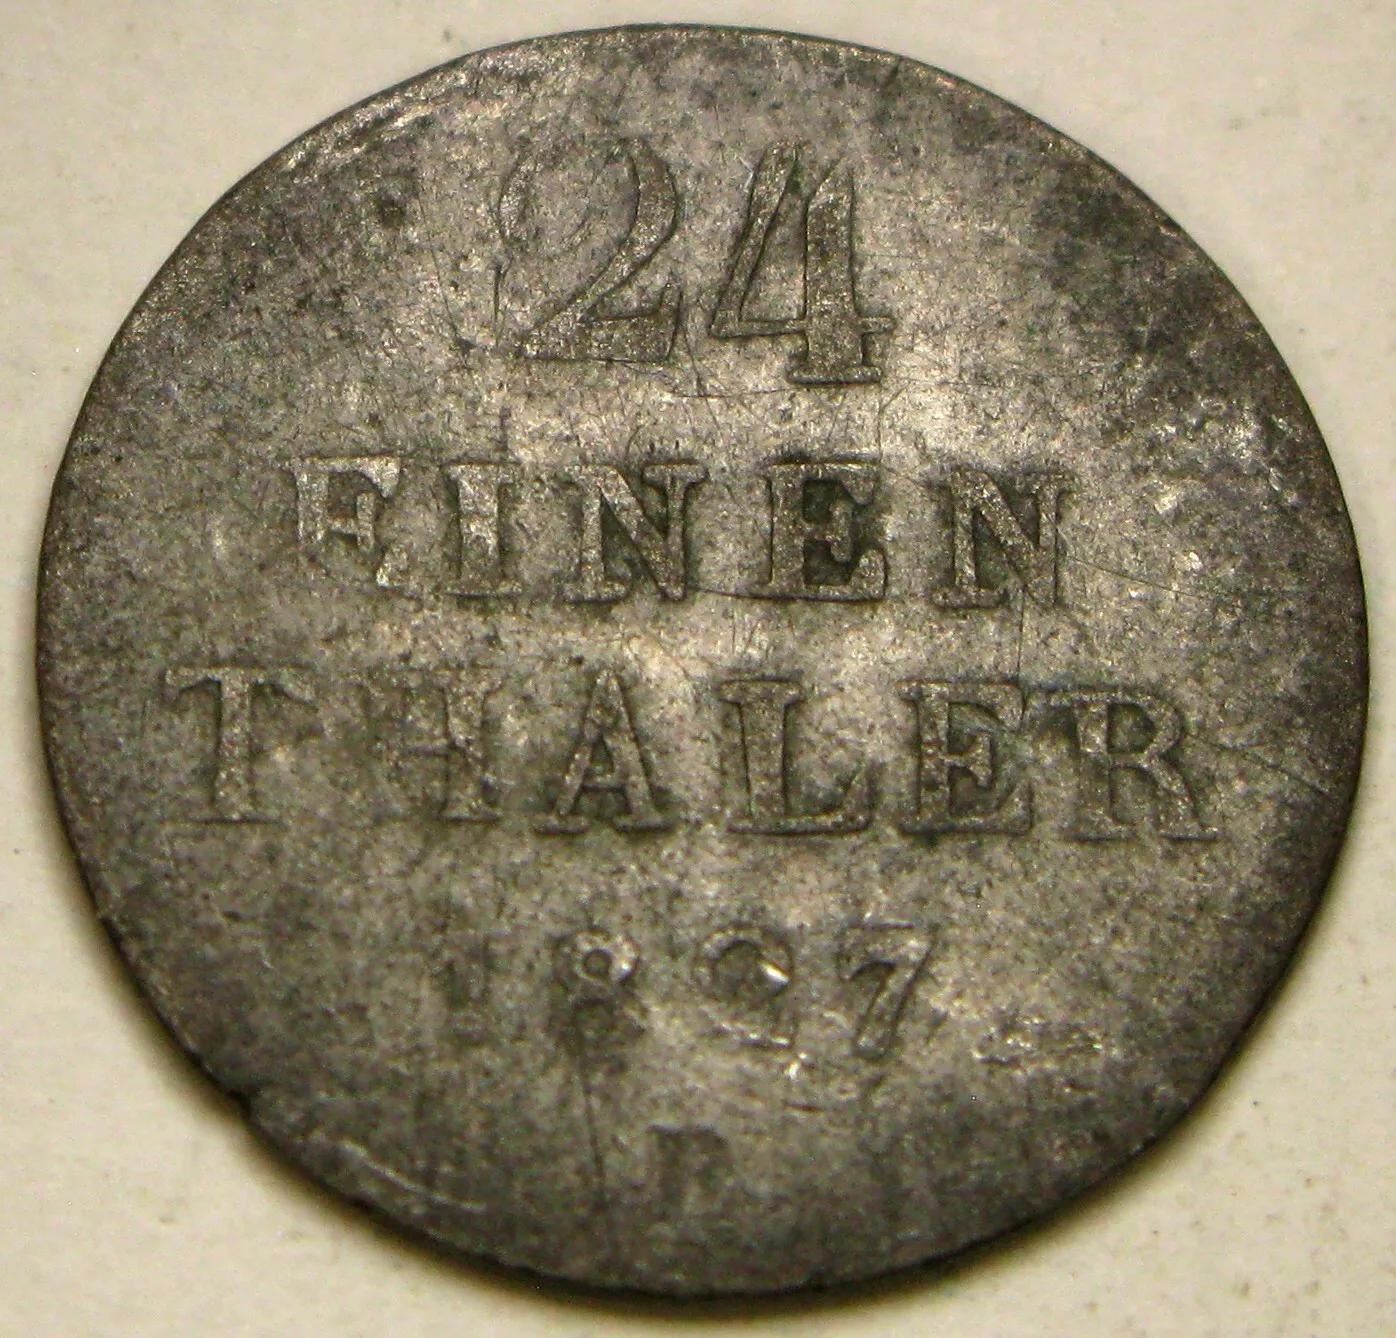 24
EINEN
THALER
1827
B